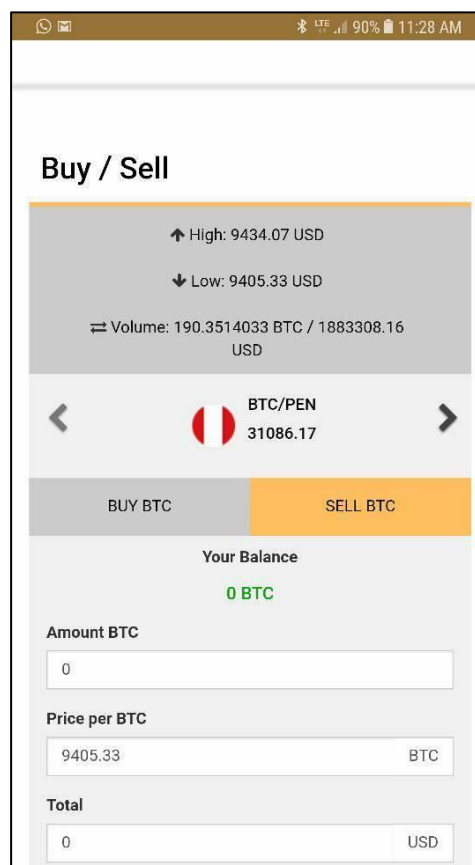 LTE 90% 11:28 AM
Buy / Sell
High: 9434.07 USD
Low: 9405.33 USD
Volume: 190.3514033 BTC / 1883308.16
USD
BTC/PEN
31086.17
BUY BTC
SELL BTC
Your Balance
0 BTC
Amount BTC
0
Price per BTC
9405.33
BTC
Total
0
USD